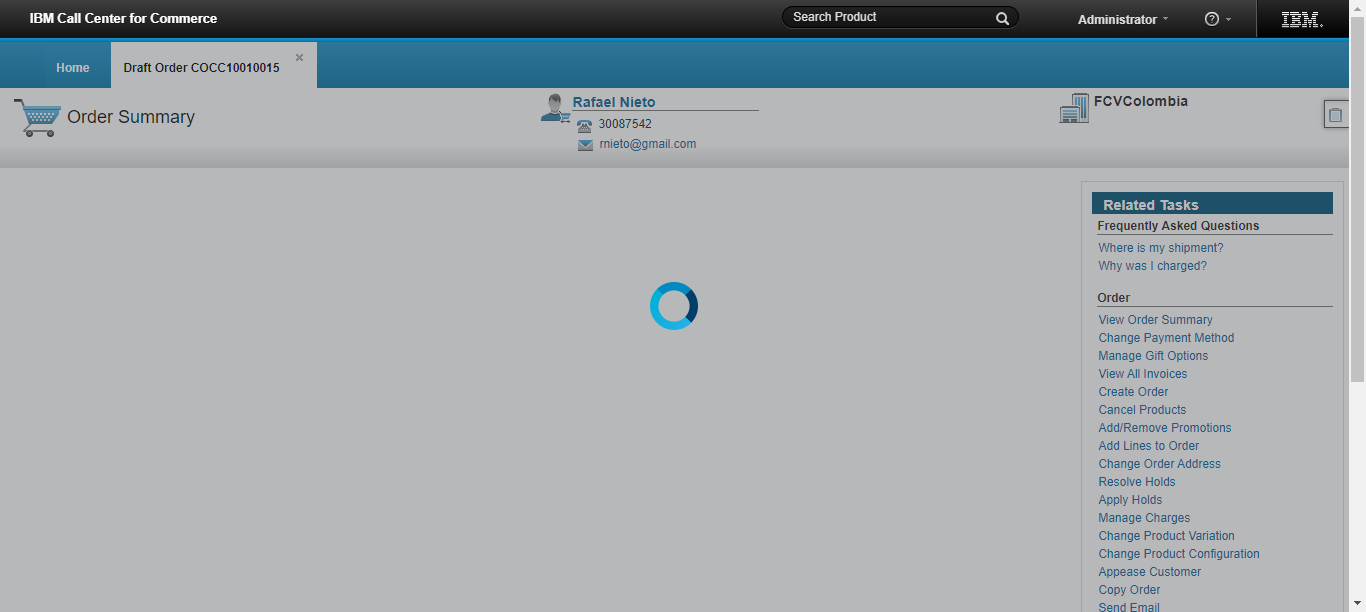 IBM Call Center for Commerce
Search Product
Administrator
IBM.
Home
Draft Order COCC10010015
Order Summary
Rafael Nieto
30087542
rnieto@gmail.com
FCVColombia
Related Tasks
Frequently Asked Questions
Where is my shipment?
Why was I charged?
Order
View Order Summary
Change Payment Method
Manage Gift Options
View All Invoices
Create Order
Cancel Products
Add/Remove Promotions
Add Lines to Order
Change Order Address
Resolve Holds
Apply Holds
Manage Charges
Change Product Variation
Change Product Configuration
Appease Customer
Copy Order
Send Email